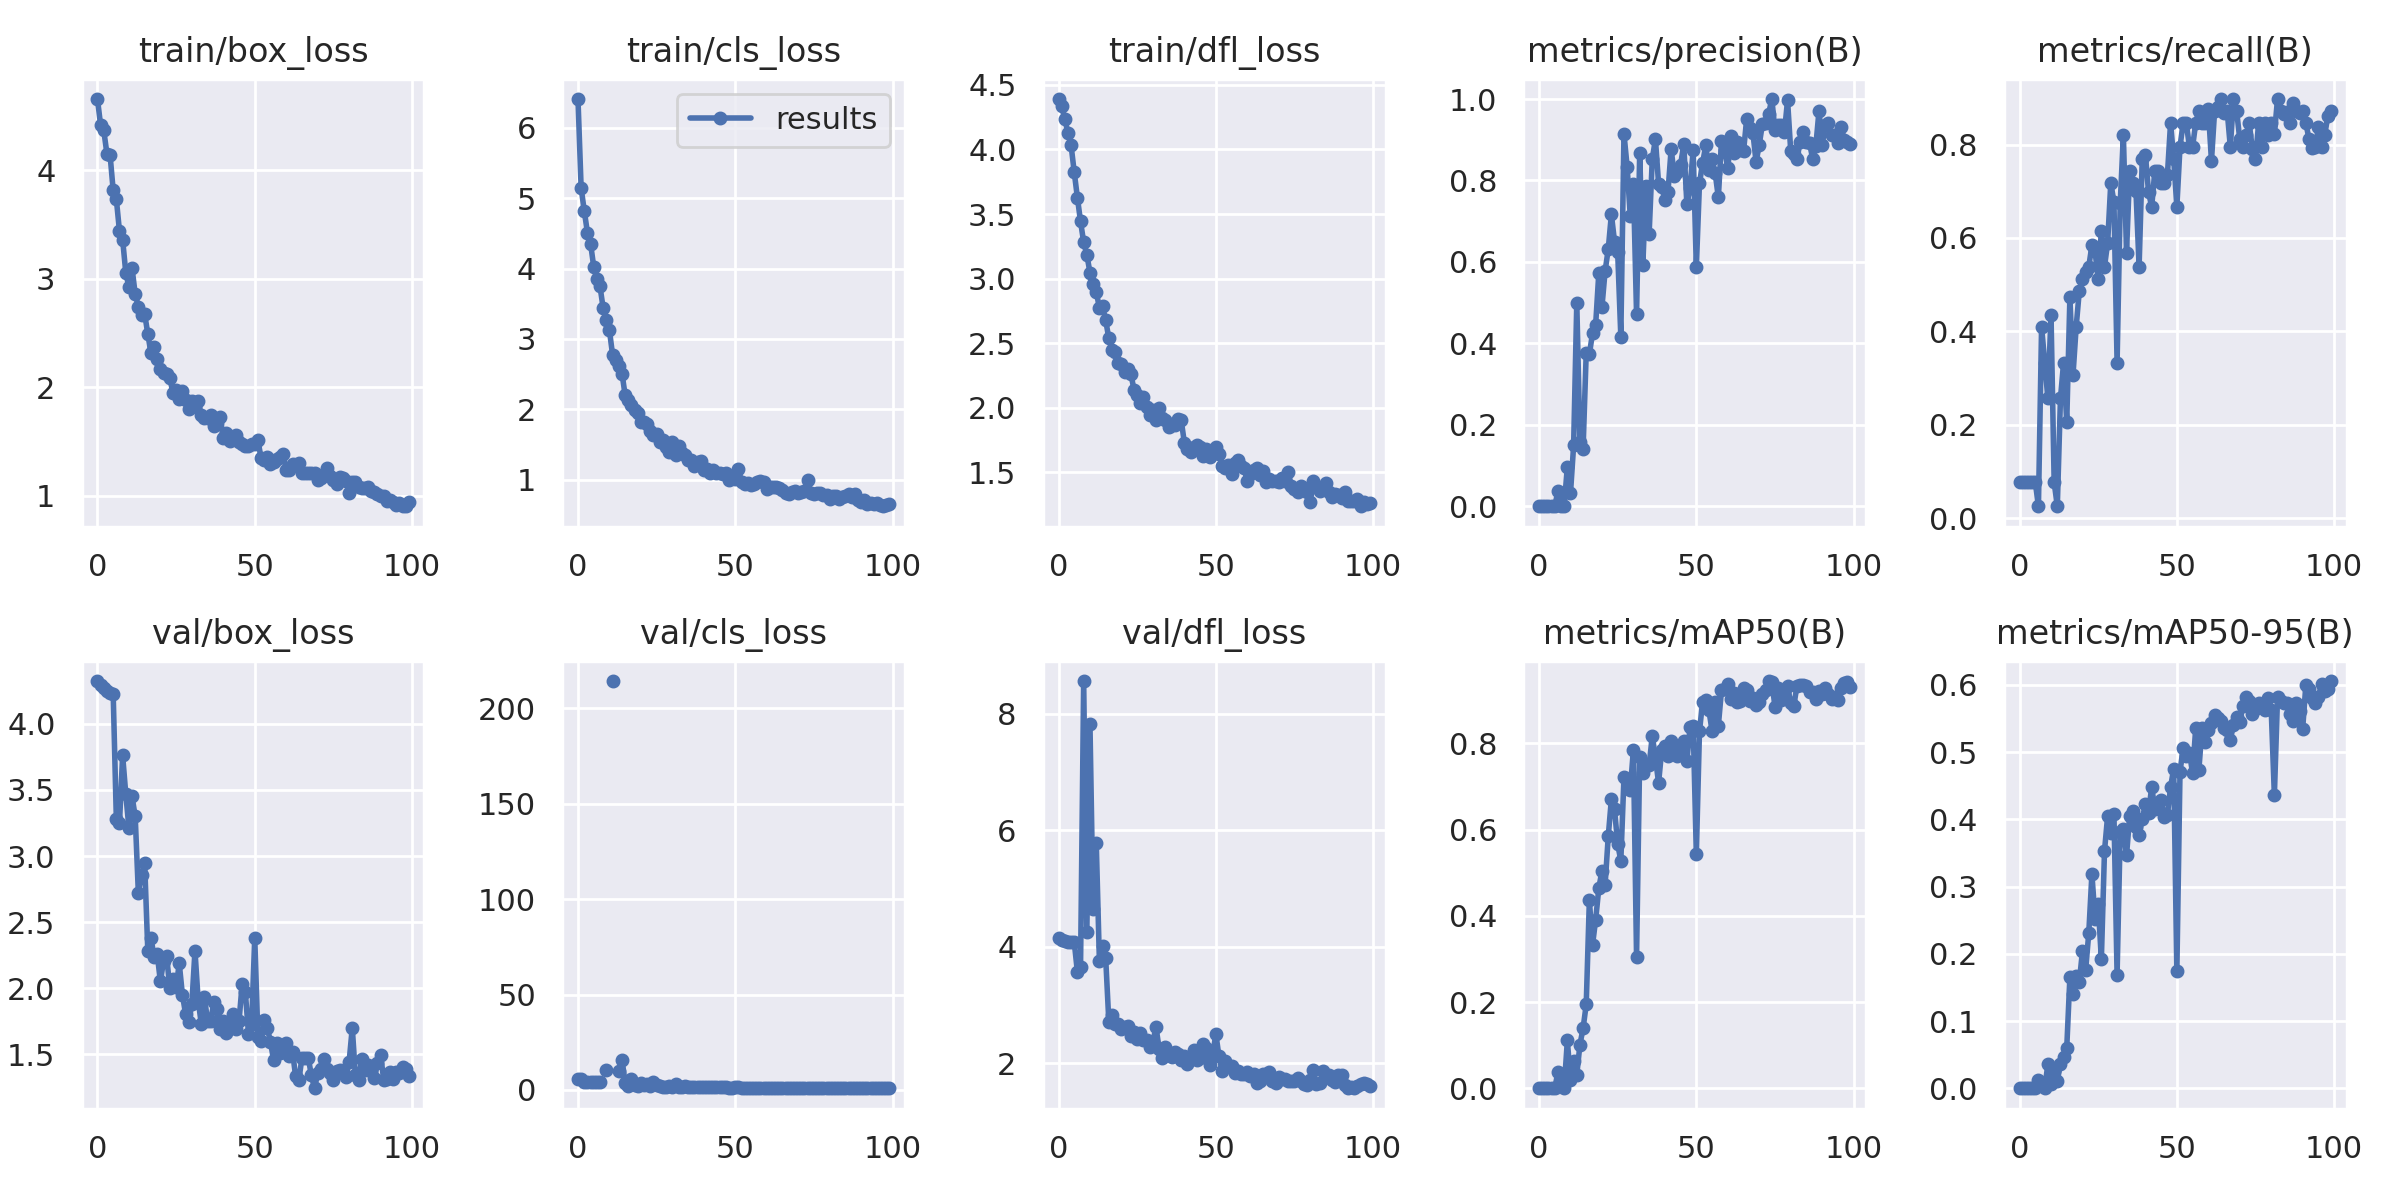 train/box_loss
4
3
2
1
0 50 100
train/cls_loss
results
6
5
4
3
2
1
0 50 100
train/dfl_loss
4.5
4.0
3.5
3.0
2.5
2.0
1.5
0 50 100
metrics/precision(B)
1.0
0.8
0.6
0.4
0.2
0.0
0 50 100
metrics/recall(B)
0.8
0.6
0.4
0.2
0.0
0 50 100
val/box_loss
4.0
3.5
3.0
2.5
2.0
1.5
0 50 100
val/cls_loss
200
150
100
50
0
0 50 100
val/dfl_loss
8
6
4
2
0 50 100
metrics/mAP50(B)
0.8
0.6
0.4
0.2
0.0
0 50 100
metrics/mAP50-95(B)
0.6
0.5
0.4
0.3
0.2
0.1
0.0
0 50 100